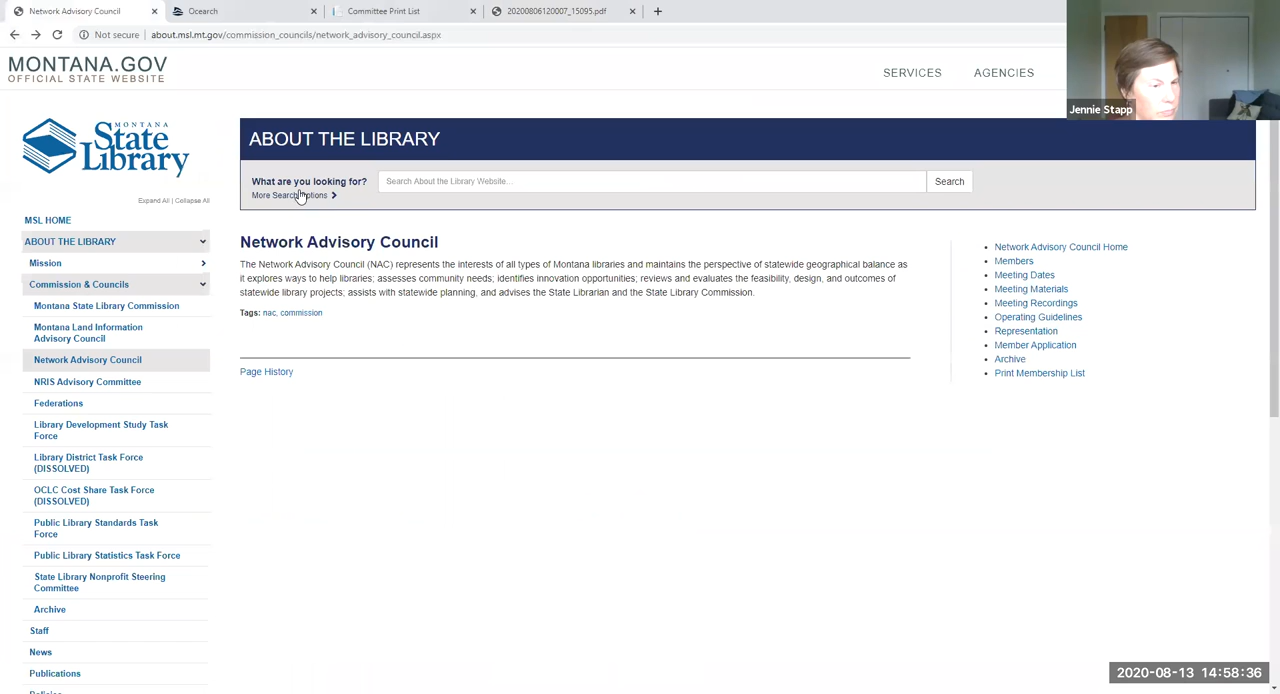 Network Advisory Council
Ocearch
Committee Print List
20200806120007_15095.pdf
Not secure
about.msl.mt.gov/commission_councils/network_advisory_council.aspx
MONTANA.GOV
OFFICIAL STATE WEBSITE
SERVICES
AGENCIES
Jennie Stapp
MONTANA
State
Library
Expand All | Collapse All
MSL HOME
ABOUT THE LIBRARY
Mission
Commission & Councils
Montana State Library Commission
Montana Land Information
Advisory Council
Network Advisory Council
NRIS Advisory Committee
Federations
Library Development Study Task
Force
Library District Task Force
(DISSOLVED)
OCLC Cost Share Task Force
(DISSOLVED)
Public Library Standards Task
Force
Public Library Statistics Task Force
State Library Nonprofit Steering
Committee
Archive
Staff
News
Publications
ABOUT THE LIBRARY
What are you looking for?
Search About the Library Website...
Search
More Search Options
Network Advisory Council
The Network Advisory Council (NAC) represents the interests of all types of Montana libraries and maintains the perspective of statewide geographical balance as
it explores ways to help libraries; assesses community needs; identifies innovation opportunities; reviews and evaluates the feasibility, design, and outcomes of
statewide library projects; assists with statewide planning, and advises the State Librarian and the State Library Commission.
Tags: nac, commission
Page History
Network Advisory Council Home
Members
Meeting Dates
Meeting Materials
Meeting Recordings
Operating Guidelines
Representation
Member Application
Archive
Print Membership List
2020-08-13 14:58:36